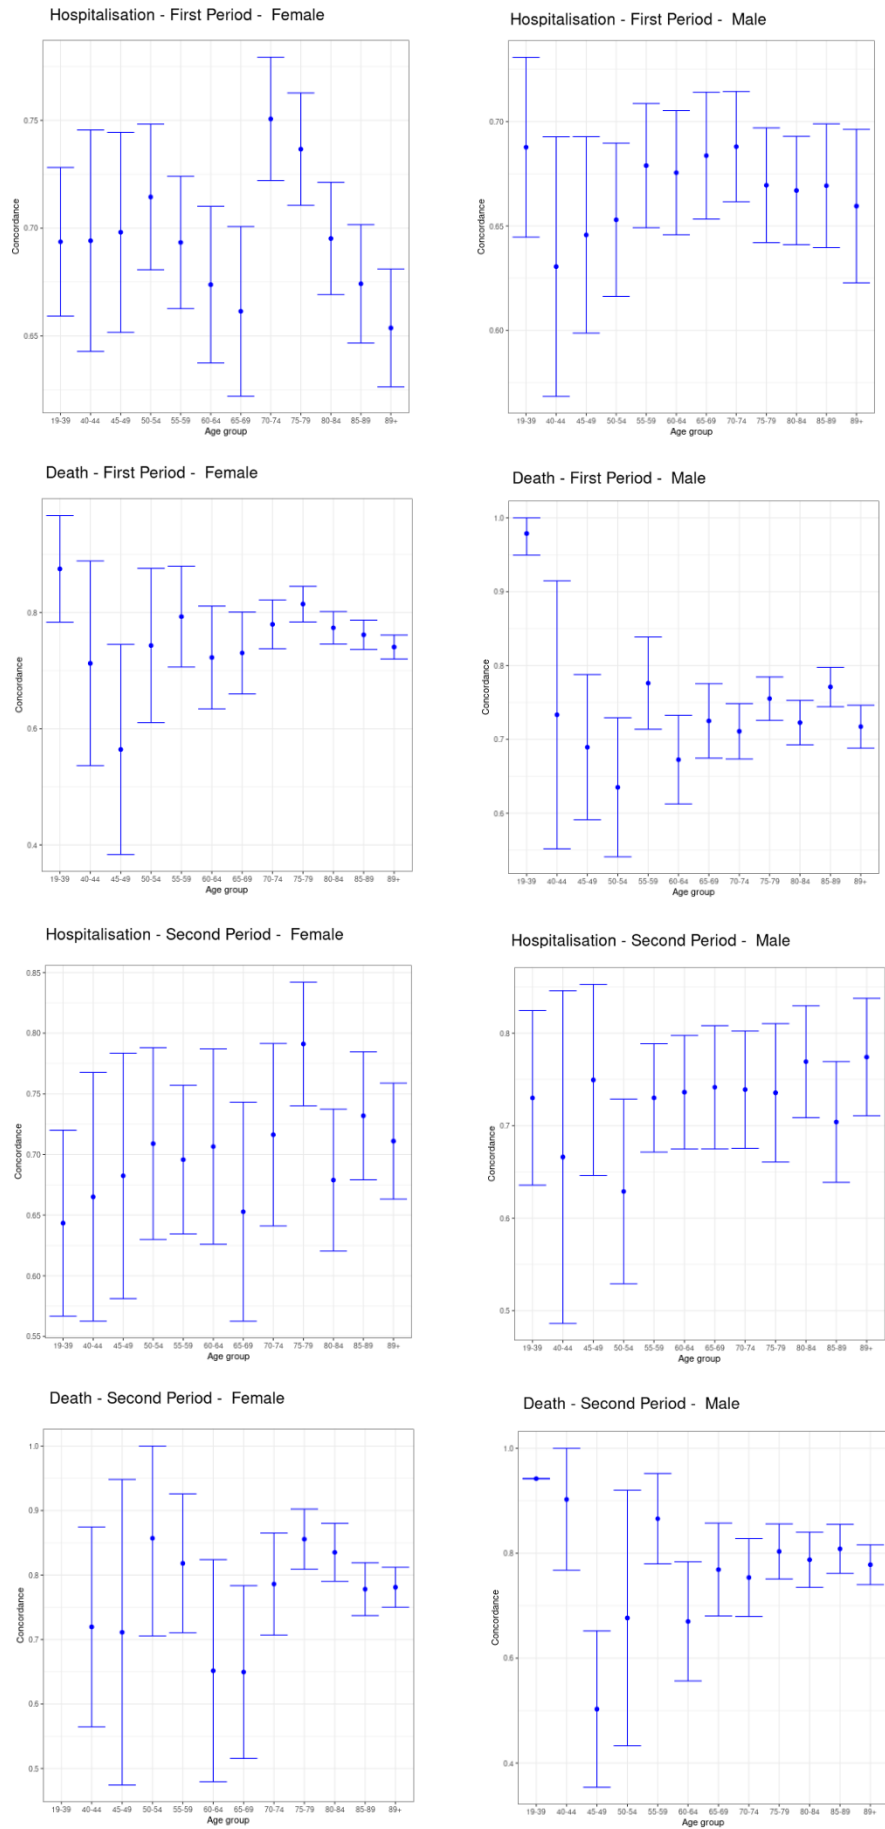 Hospitalisation - First Period - Female
Concordance
0.75
0.70
0.65
19-39 40-44 45-49 50-54 55-59 60-64 65-69 70-74 75-79 80-84 85-89 89+
Age group
Hospitalisation - First Period - Male
Concordance
0.70
0.65
0.60
19-39 40-44 45-49 50-54 55-59 60-64 65-69 70-74 75-79 80-84 85-89 89+
Age group
Death - First Period - Female
Concordance
0.8
0.6
0.4
19-39 40-44 45-49 50-54 55-59 60-64 65-69 70-74 75-79 80-84 85-89 89+
Age group
Death - First Period - Male
Concordance
1.0
0.9
0.8
0.7
0.6
19-39 40-44 45-49 50-54 55-59 60-64 65-69 70-74 75-79 80-84 85-89 89+
Age group
Hospitalisation - Second Period - Female
Concordance
0.85
0.80
0.75
0.70
0.65
0.60
0.55
19-39 40-44 45-49 50-54 55-59 60-64 65-69 70-74 75-79 80-84 85-89 89+
Age group
Hospitalisation - Second Period - Male
Concordance
0.8
0.7
0.6
0.5
19-39 40-44 45-49 50-54 55-59 60-64 65-69 70-74 75-79 80-84 85-89 89+
Age group
Death - Second Period - Female
Concordance
1.0
0.9
0.8
0.7
0.6
0.5
19-39 40-44 45-49 50-54 55-59 60-64 65-69 70-74 75-79 80-84 85-89 89+
Age group
Death - Second Period - Male
Concordance
1.0
0.8
0.6
0.4
19-39 40-44 45-49 50-54 55-59 60-64 65-69 70-74 75-79 80-84 85-89 89+
Age group